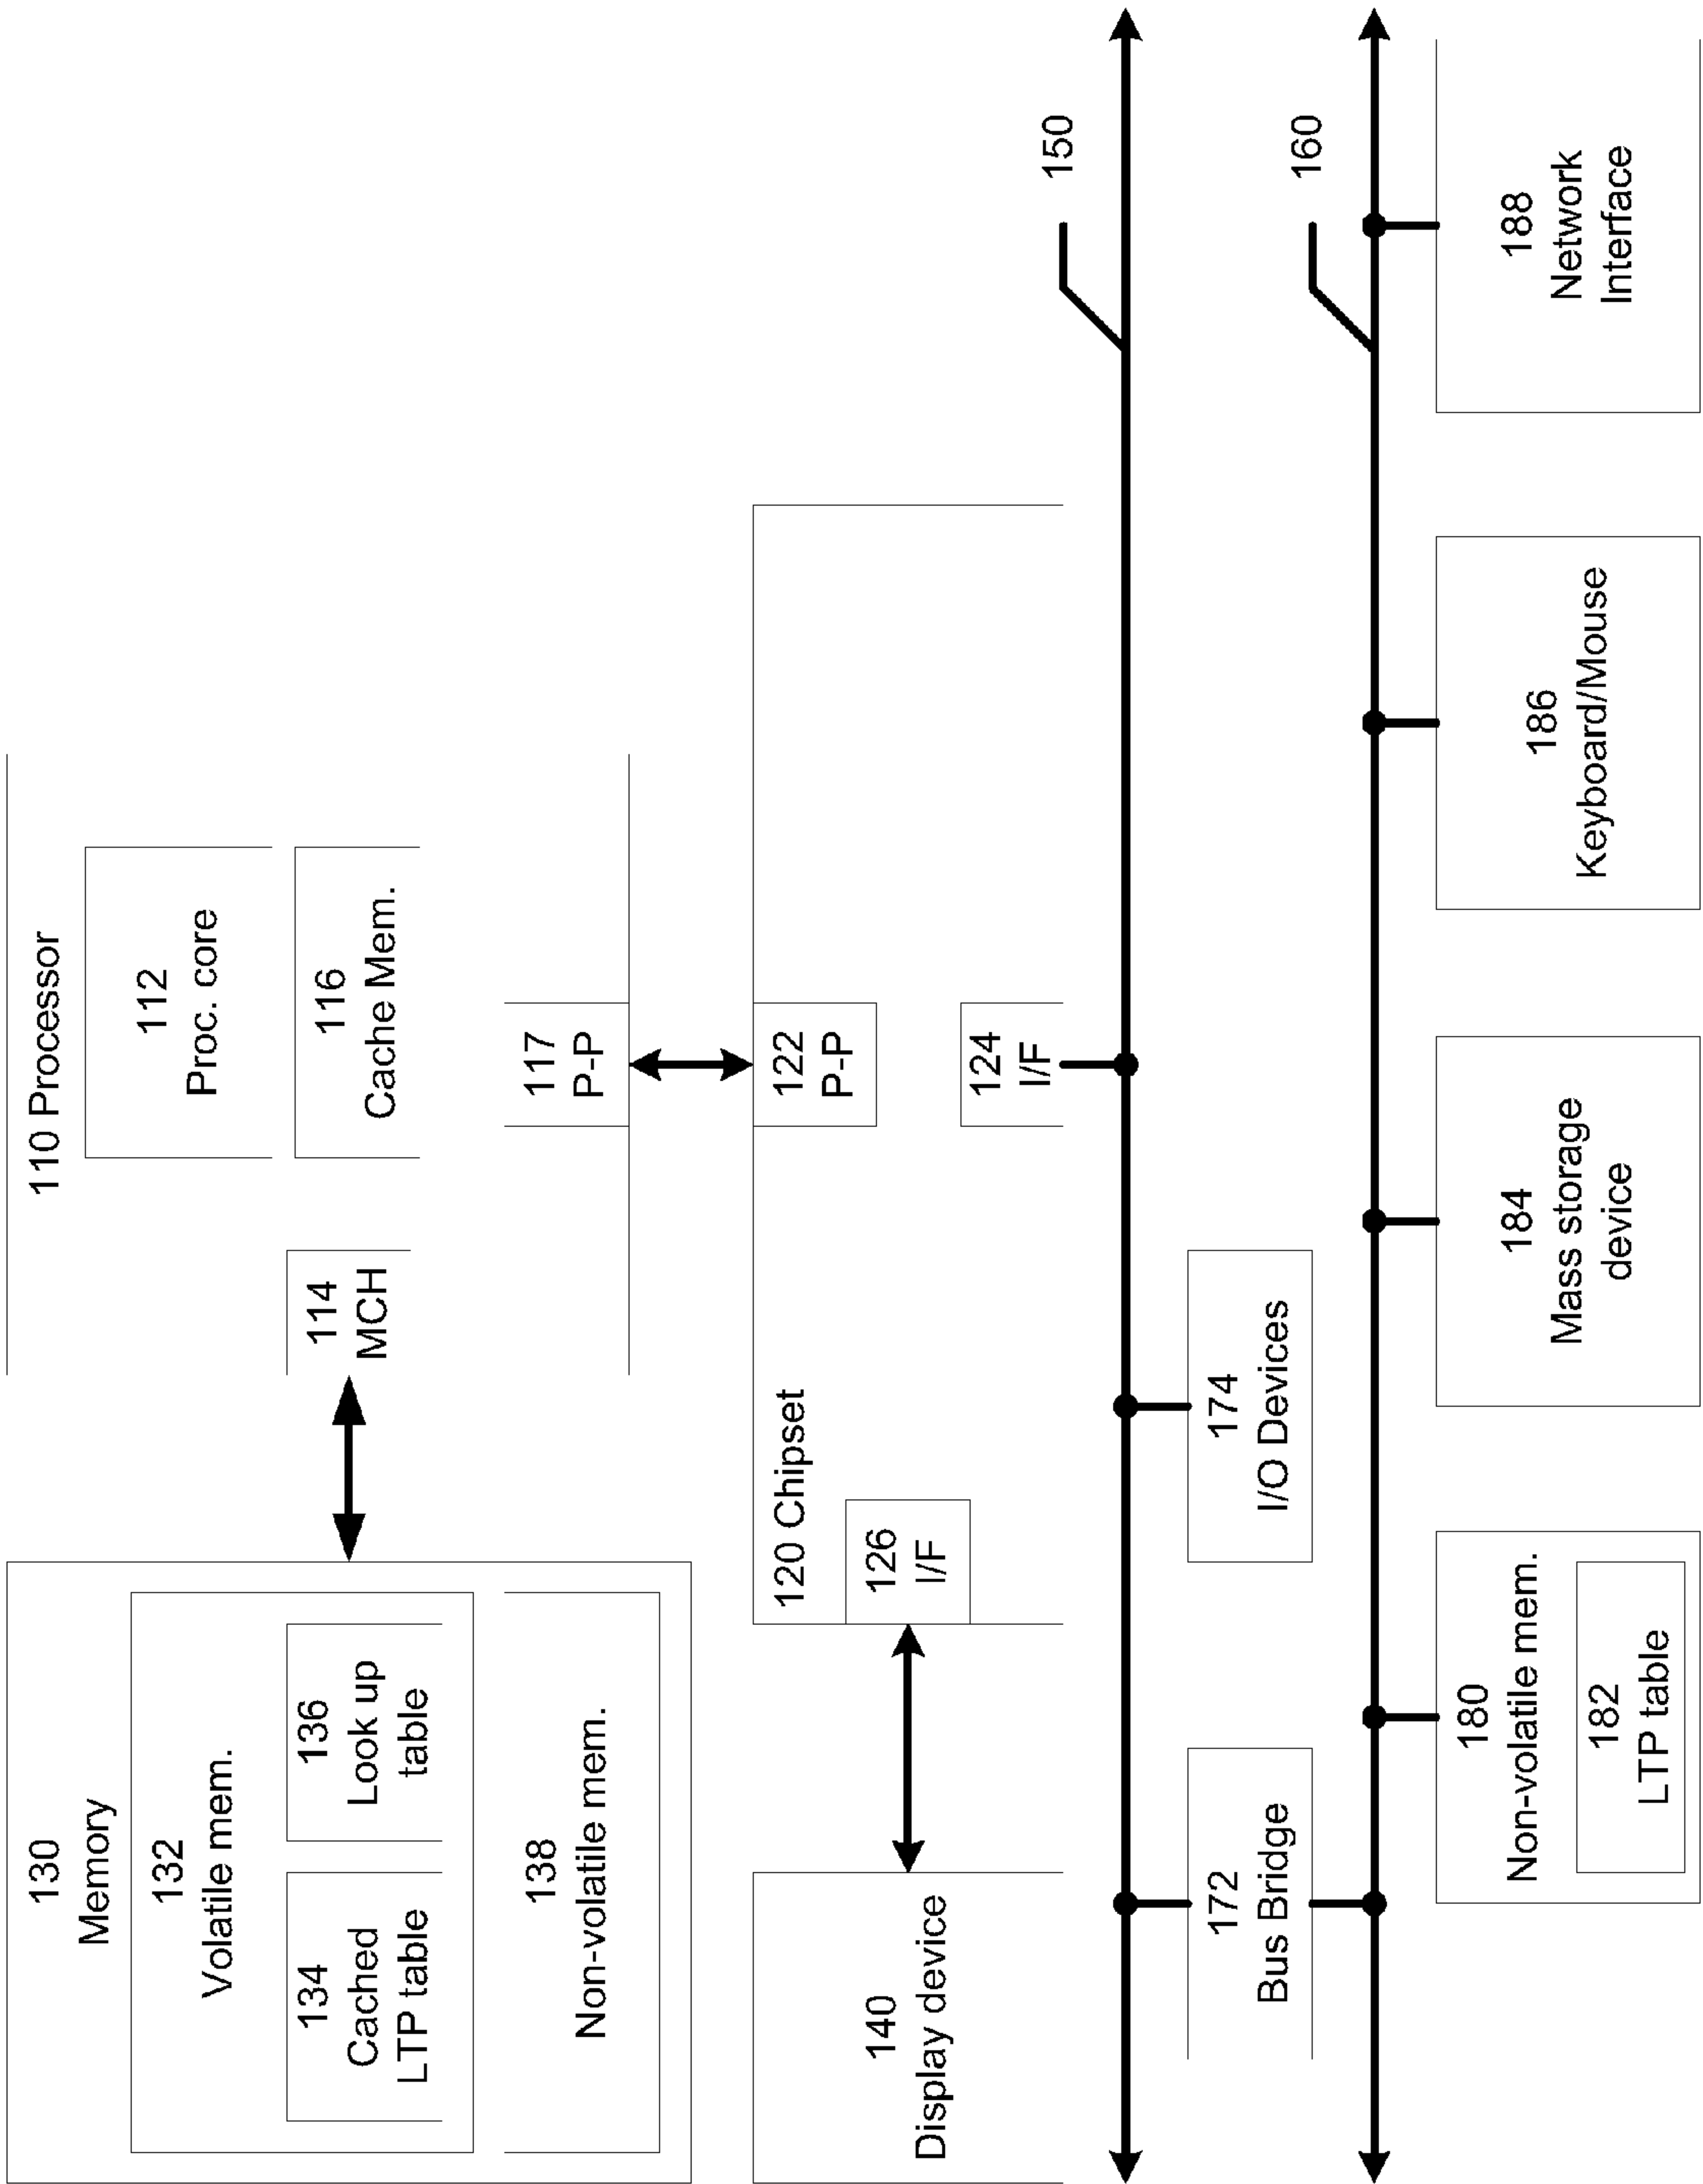 130
Memory
132
Volatile mem.
134
Cached
LTP table
136
Look up
table
138
Non-volatile mem.
110 Processor
112
Proc. core
114
MCH
116
Cache Mem.
117
P-P
140
Display device
120 Chipset
126
I/F
122
P-P
124
I/F
150
172
Bus Bridge
174
I/O Devices
160
180
Non-volatile mem.
182
LTP table
184
Mass storage
device
186
Keyboard/Mouse
188
Network
Interface